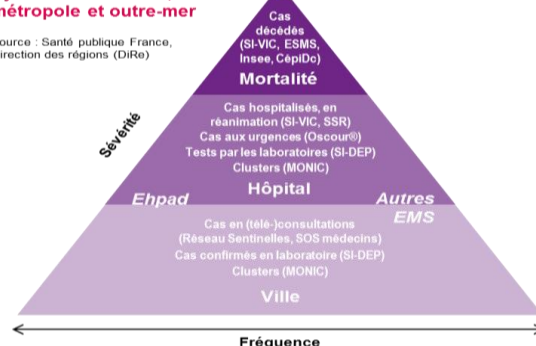 métropole et outre-mer
Source : Santé publique France,
direction des régions (DiRe)
Cas
décédés
(SI-VIC, ESMS,
Insee, CépiDc)
Mortalité
Sévérité
Cas hospitalisés, en
réanimation (SI-VIC, SSR)
Cas aux urgences (Oscour®)
Tests par les laboratoires (SI-DEP)
Clusters (MONIC)
Hôpital
Ehpad
Autres
EMS
Cas en (télé-)consultations
(Réseau Sentinelles, SOS médecins)
Cas confirmés en laboratoire (SI-DEP)
Clusters (MONIC)
Ville
Fréquence